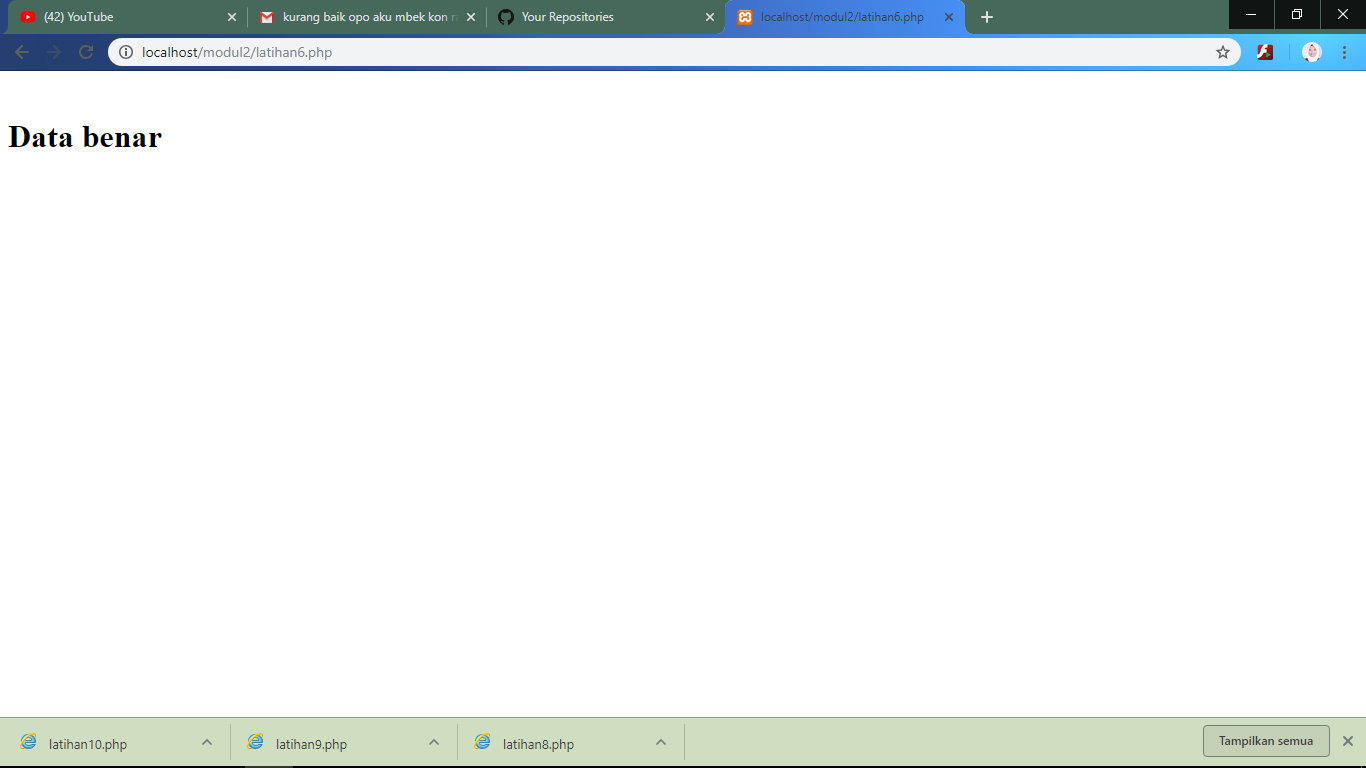 (42) YouTube
kurang baik opo aku mbek kon
Your Repositories
localhost/modul2/latihan6.php
localhost/modul2/latihan6.php
Data benar
latihan10.php
latihan9.php
latihan8.php
Tampilkan semua